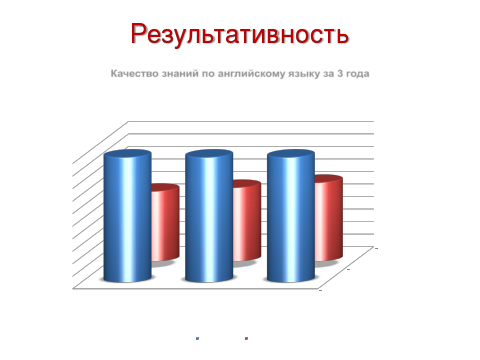 Результативность
Качество знаний по английскому языку за 3 года